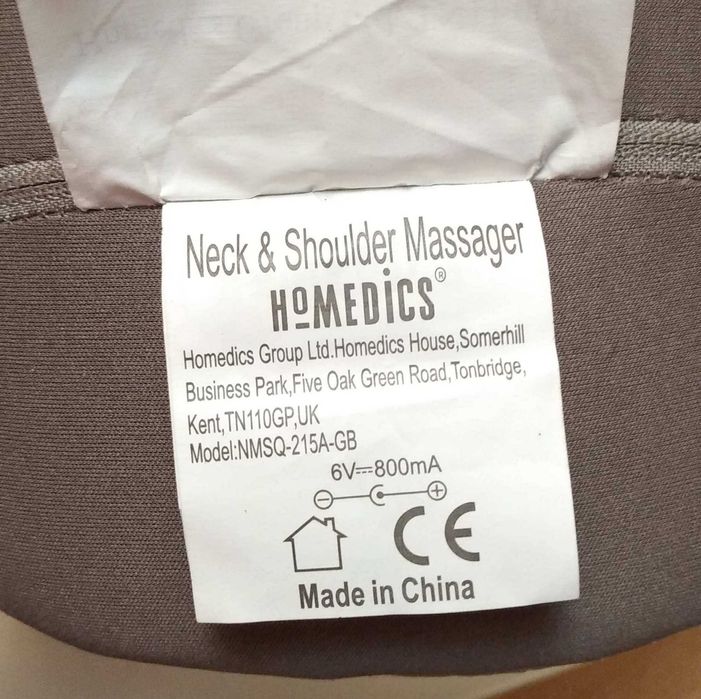 Neck & Shoulder Massager
HoMEDICS®
Homedics Group Ltd.Homedics House,Somerhill
Business Park,Five Oak Green Road,Tonbridge,
Kent,TN110GP,UK
Model:NMSQ-215A-GB
6V⎓800mA
CE
Made in China